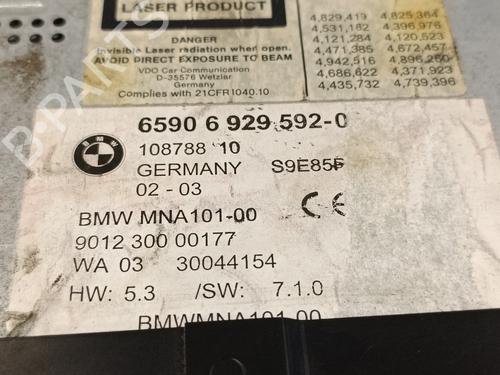 LASER PRODUCT
DANGER
Invisible Laser radiation when open.
AVOID DIRECT EXPOSURE TO BEAM
VDO Car Communication
D-35576 Wetzlar
Germany
Complies with 21CFR1040.10
4,829,419 4,825,364
4,531,182 4,396,976
4,121,284 4,120,523
4,471,385 4,672,457
4,942,516 4,896,250
4,686,622 4,371,923
4,435,732 4,739,396
BMW
6590 6 929 592-0
108788 10
GERMANY S9E85F
02 - 03
BMW MNA101-00 CE
9012 300 00177
WA 03 30044154
HW: 5.3 /SW: 7.1.0
BMWMNA101-00
B-PARTS